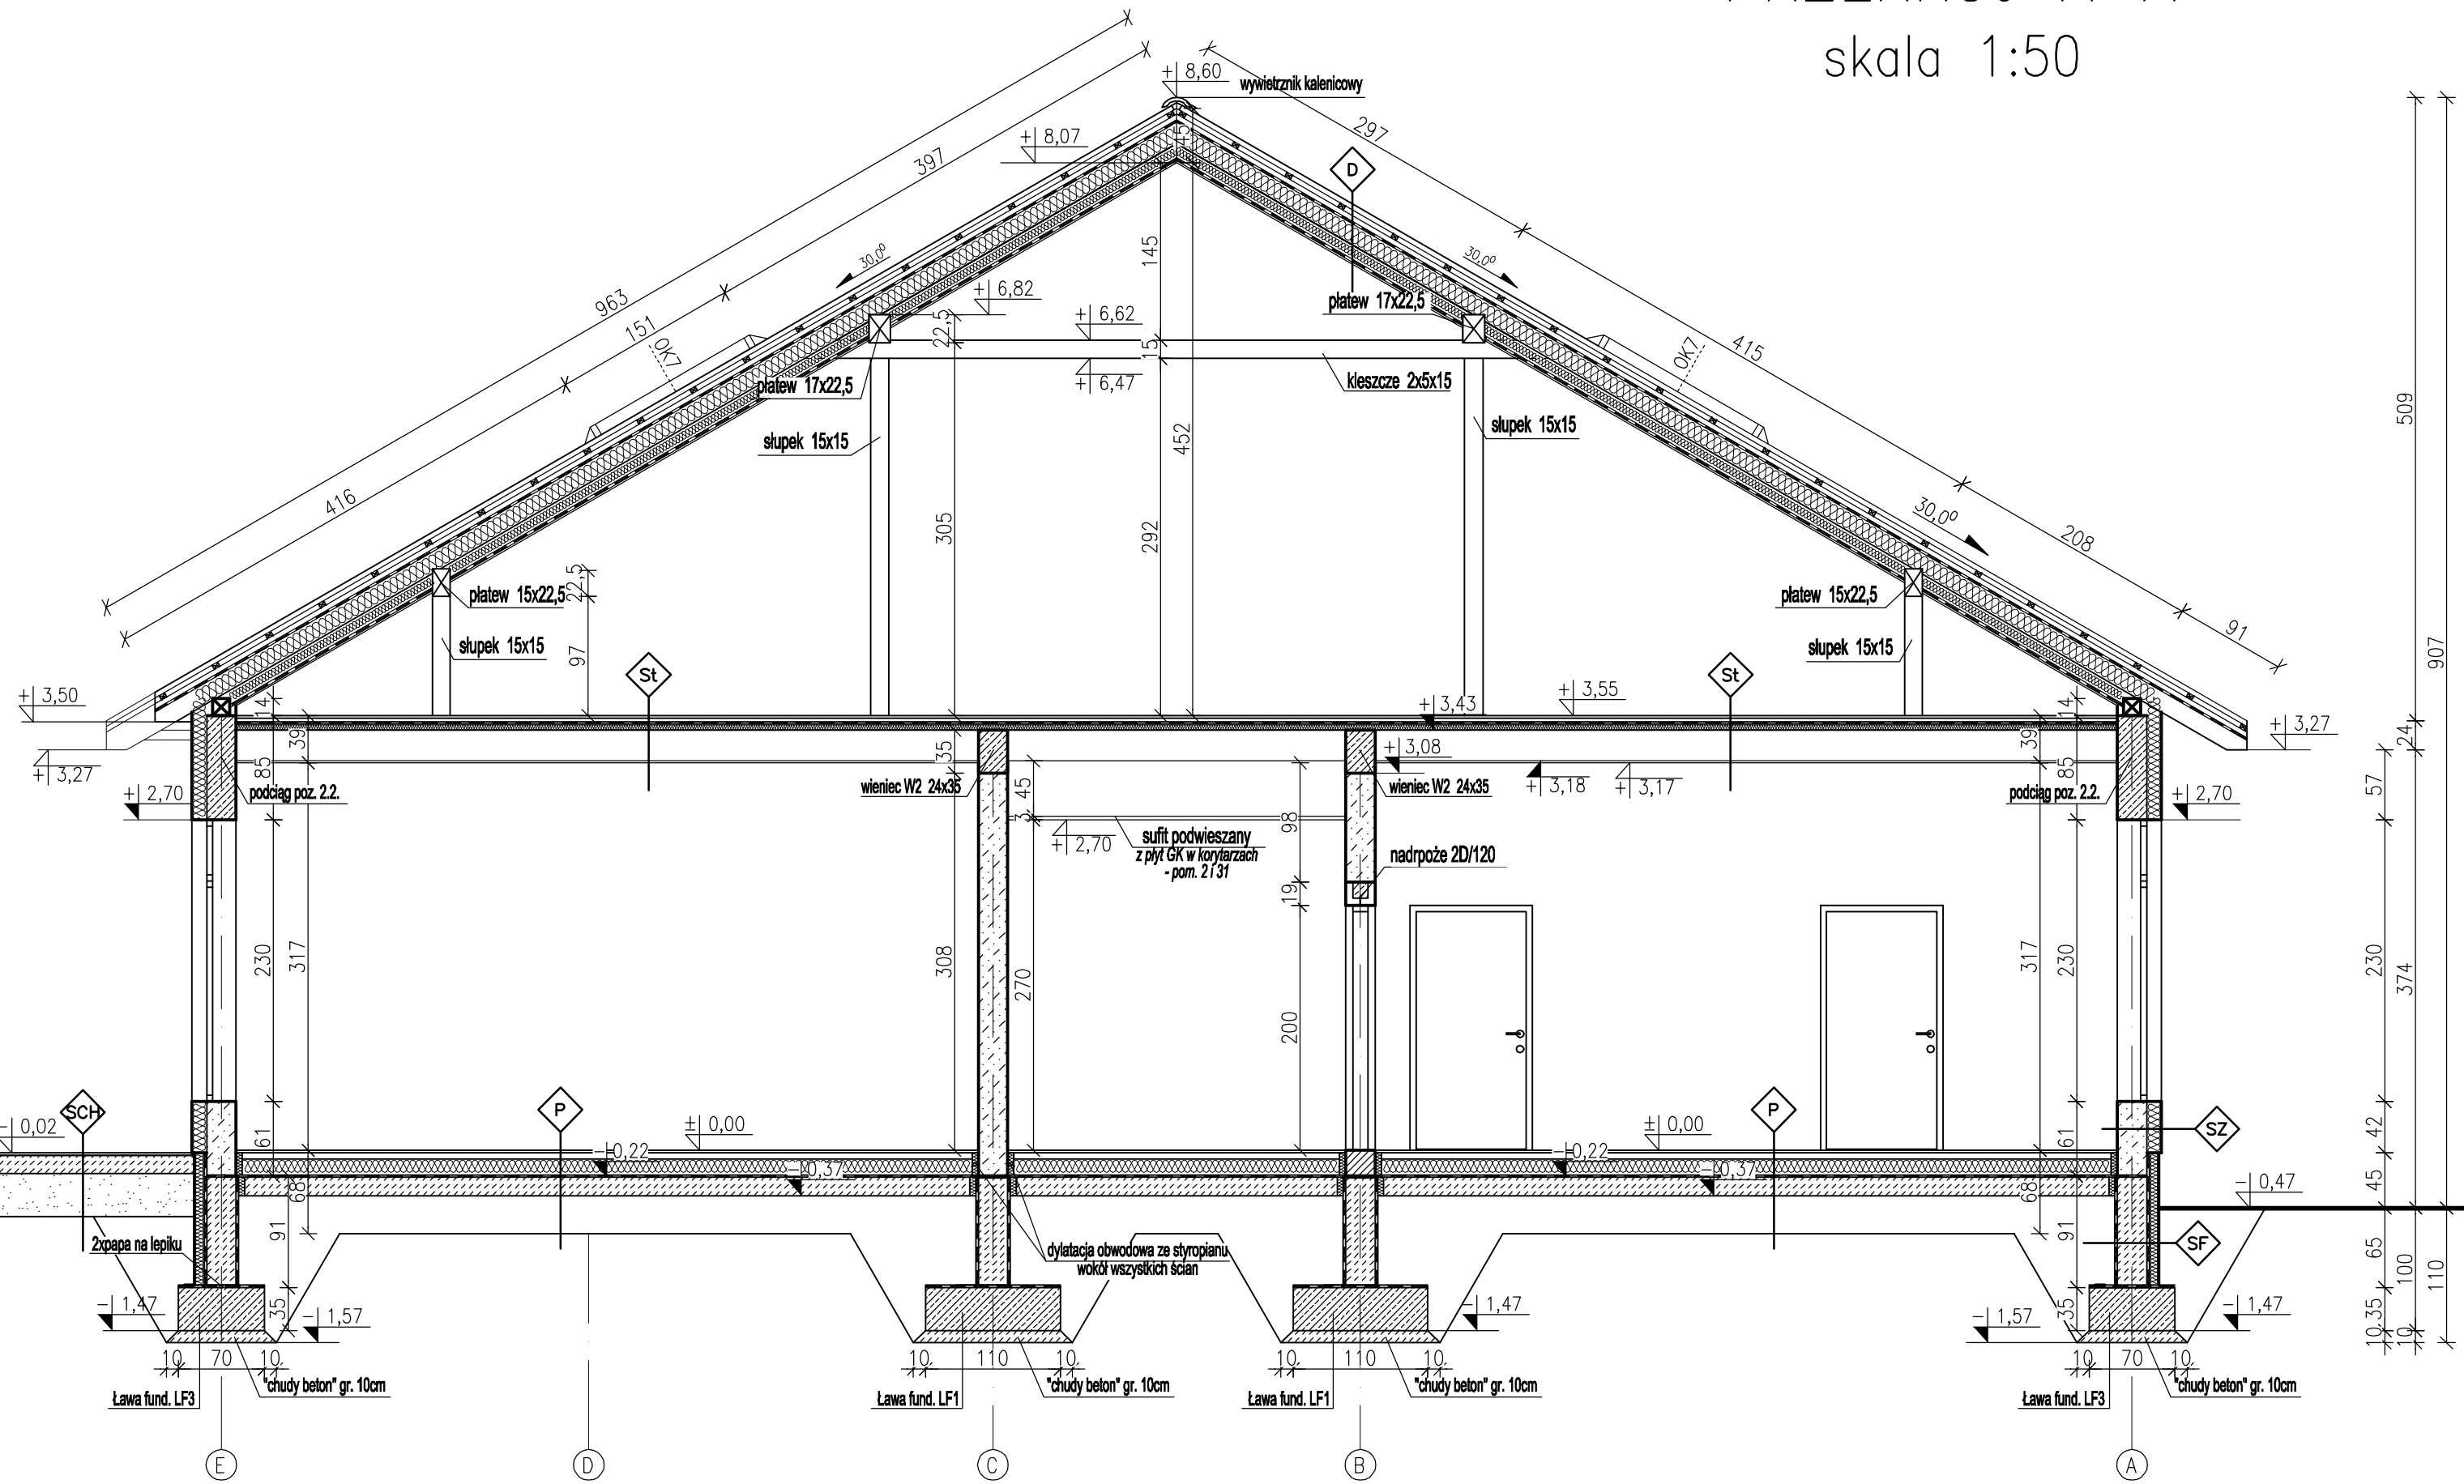 skala 1:50
+ 8,60
wywietrznik kalenicowy
+ 8,07
297
397
45
D
963
151
OK7
30,0⁰
30,0⁰
145
+ 6,82
+ 6,62
22,5
15
płatew 17x22,5
415
OK7
płatew 17x22,5
+ 6,47
kleszcze 2x5x15
509
słupek 15x15
słupek 15x15
452
416
305
292
30,0⁰
208
22,5
płatew 15x22,5
płatew 15x22,5
91
907
słupek 15x15
97
słupek 15x15
St
St
+ 3,50
14
+ 3,43
+ 3,55
14
+ 3,27
39
35
+ 3,08
39
24
+ 3,27
85
45
85
57
+ 2,70
podciąg poz. 2.2.
wieniec W2 24x35
wieniec W2 24x35
+ 3,18
+ 3,17
podciąg poz. 2.2.
+ 2,70
3
98
+ 2,70
sufit podwieszany
z płyt GK w korytarzach
- pom. 2 i 31
nadrpoże 2D/120
19
230
317
308
270
200
317
230
230
374
SCH
P
P
SZ
- 0,02
± 0,00
± 0,00
61
61
42
- 0,22
- 0,22
- 0,37
- 0,37
68
68
45
- 0,47
91
91
2xpapa na lepiku
dylatacja obwodowa ze styropianu
wokół wszystkich ścian
SF
65
100
110
- 1,47
35
- 1,57
- 1,47
- 1,57
35
- 1,47
35
10
10
10
70
10
10
110
10
10
110
10
10
70
10
"chudy beton" gr. 10cm
"chudy beton" gr. 10cm
"chudy beton" gr. 10cm
"chudy beton" gr. 10cm
Ława fund. LF3
Ława fund. LF1
Ława fund. LF1
Ława fund. LF3
E
D
C
B
A